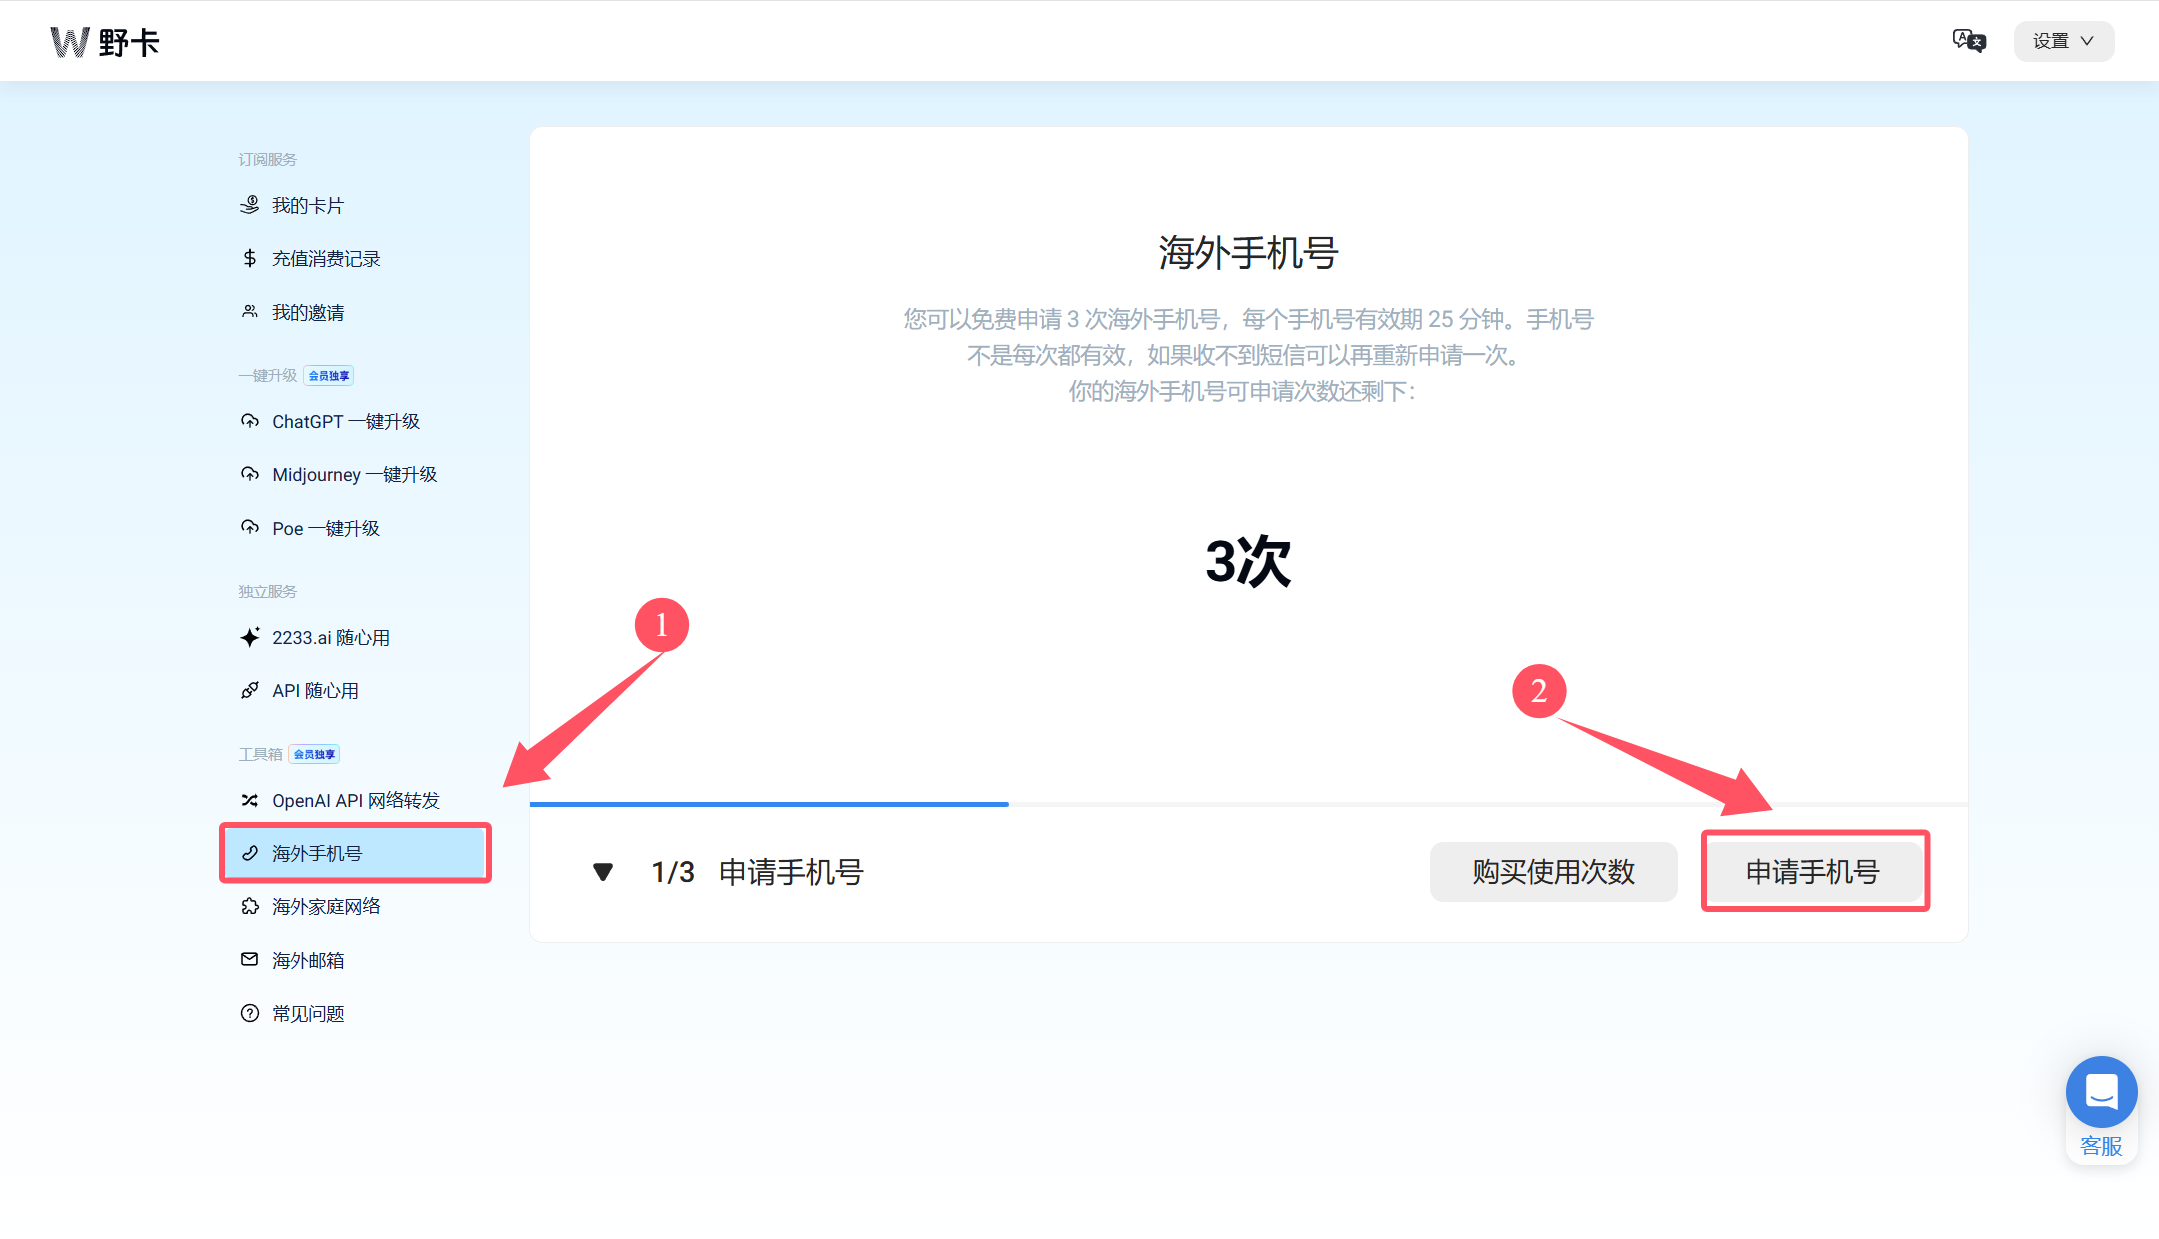 野卡
设置
订阅服务
我的卡片
充值消费记录
我的邀请
一键升级 会员独享
ChatGPT 一键升级
Midjourney 一键升级
Poe 一键升级
独立服务
2233.ai 随心用
API 随心用
工具箱 会员独享
OpenAI API 网络转发
海外手机号
海外家庭网络
海外邮箱
常见问题
海外手机号
您可以免费申请 3 次海外手机号，每个手机号有效期 25 分钟。手机号
不是每次都有效，如果收不到短信可以再重新申请一次。
你的海外手机号可申请次数还剩下：
3次
1
2
1/3 申请手机号
购买使用次数
申请手机号
客服